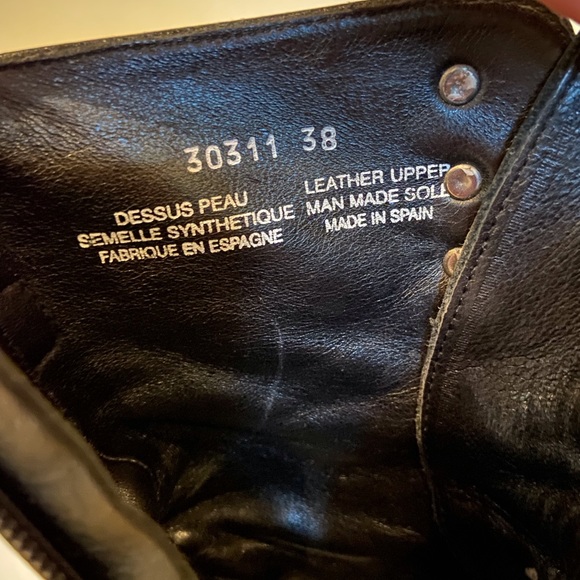 30311 38
DESSUS PEAU
SEMELLE SYNTHETIQUE
FABRIQUE EN ESPAGNE
LEATHER UPPER
MAN MADE SOLE
MADE IN SPAIN